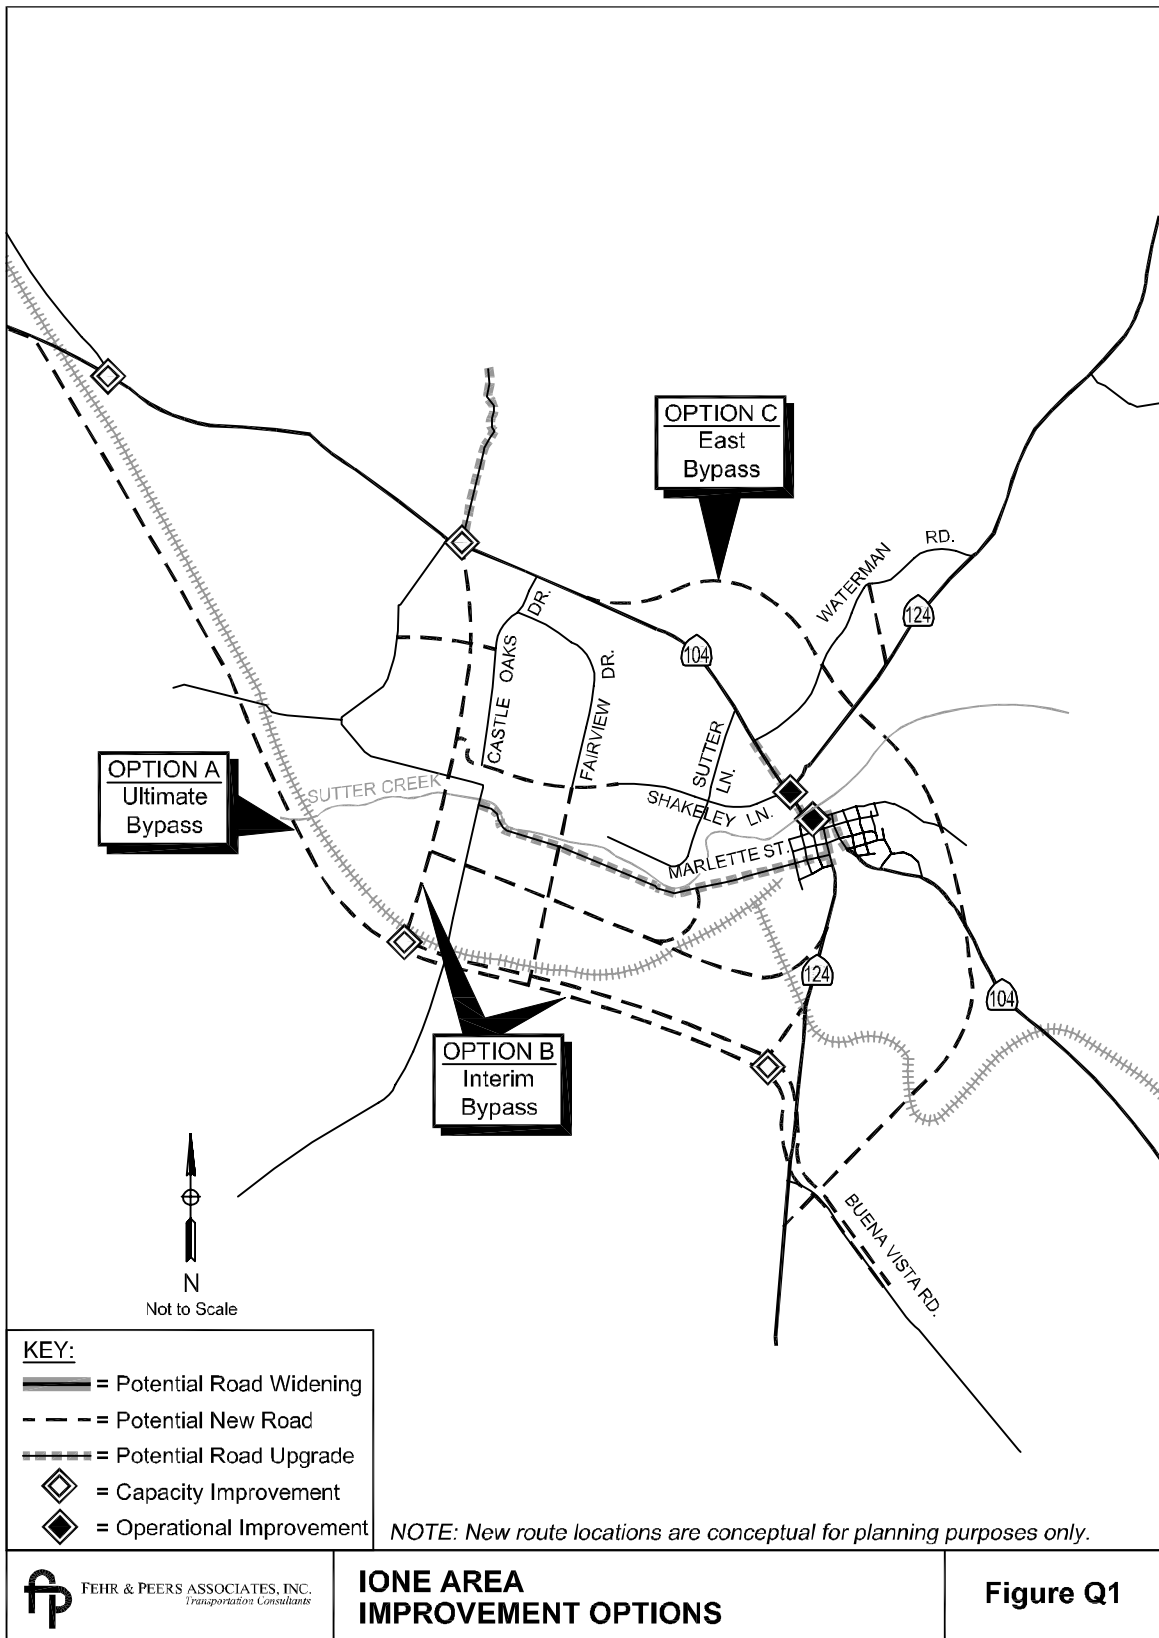 OPTION C
East
Bypass
WATERMAN RD.
124
104
CASTLE OAKS DR.
FAIRVIEW DR.
SUTTER LN.
SHAKELEY LN.
OPTION A
Ultimate
Bypass
SUTTER CREEK
MARLETTE ST.
124
104
OPTION B
Interim
Bypass
BUENA VISTA RD.
N
Not to Scale
KEY:
= Potential Road Widening
= Potential New Road
= Potential Road Upgrade
= Capacity Improvement
= Operational Improvement
NOTE: New route locations are conceptual for planning purposes only.
fp
FEHR & PEERS ASSOCIATES, INC.
Transportation Consultants
IONE AREA
IMPROVEMENT OPTIONS
Figure Q1